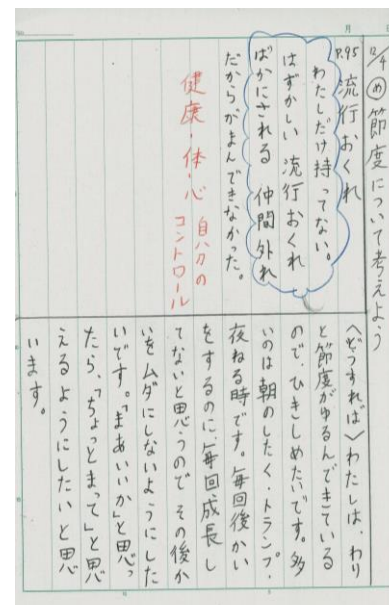 月
12/4 め 節度について考えよう
P.95 流行おくれ
わたしだけ持ってない。
はずかしい 流行おくれ
ばかにされる 仲間外れ
だからがまんできなかった。
健康・体・心 自分の
コントロール
〈どうすれば〉わたしは、わり
と節度がゆるんできている
ので、ひきしめたいです。多
いのは朝のしたく、トランプ、
夜ねる時です。毎回後かい
をするのに、毎回成長し
てないと思うので その後か
いをムダにしないようにした
いです。「まあいいか」と思っ
たら、「ちょっとまって」と思
えるようにしたいと思
います。